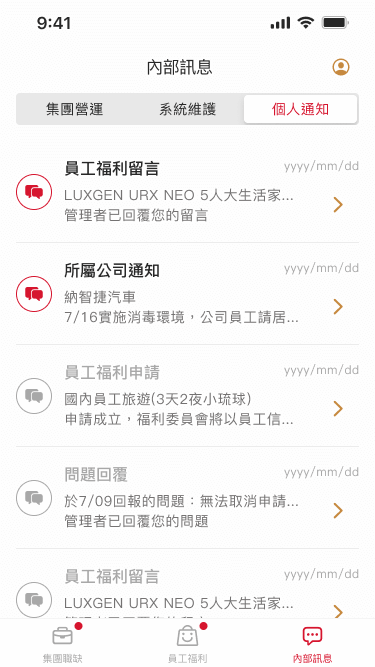 9:41
內部訊息
集團營運 系統維護 個人通知
員工福利留言 yyyy/mm/dd
LUXGEN URX NEO 5人大生活家...
管理者已回覆您的留言
所屬公司通知 yyyy/mm/dd
納智捷汽車
7/16實施消毒環境，公司員工請居...
員工福利申請 yyyy/mm/dd
國內員工旅遊(3天2夜小琉球)
申請成立，福利委員會將以員工信...
問題回覆 yyyy/mm/dd
於7/09回報的問題：無法取消申請...
管理者已回覆您的問題
員工福利留言 yyyy/mm/dd
LUXGEN URX NEO 5人大生活家...
集團職缺 員工福利 內部訊息